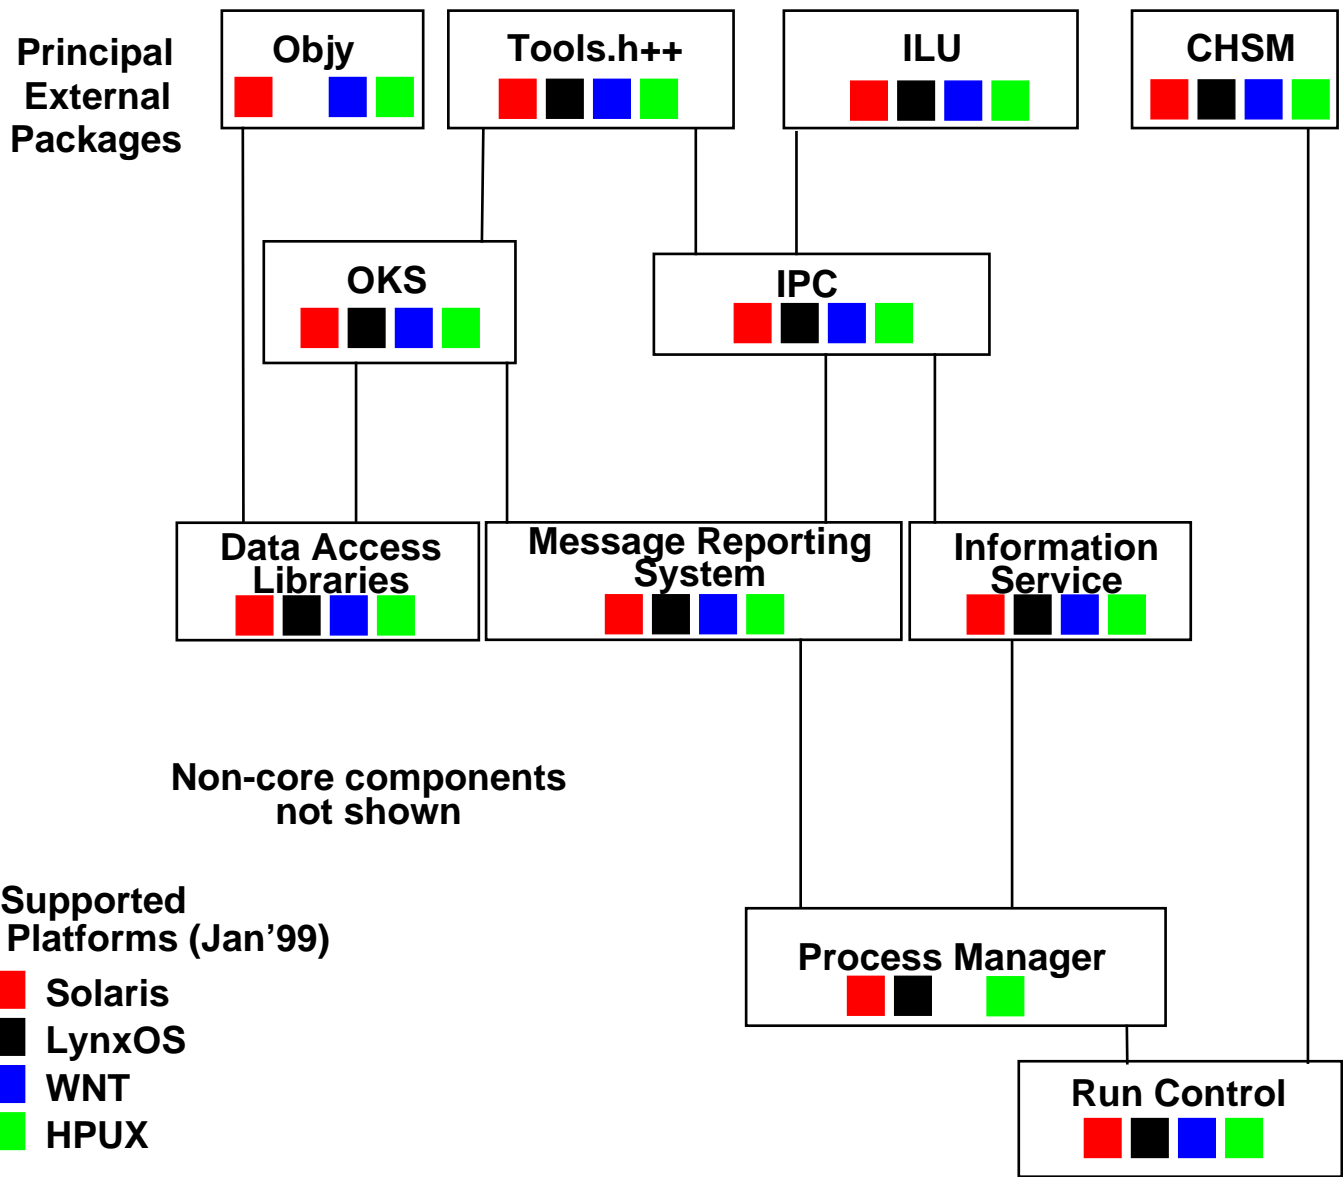 Principal
External
Packages
Objy
Tools.h++
ILU
CHSM
OKS
IPC
Data Access
Libraries
Message Reporting
System
Information
Service
Non-core components
not shown
Process Manager
Run Control
Supported
Platforms (Jan’99)
Solaris
LynxOS
WNT
HPUX